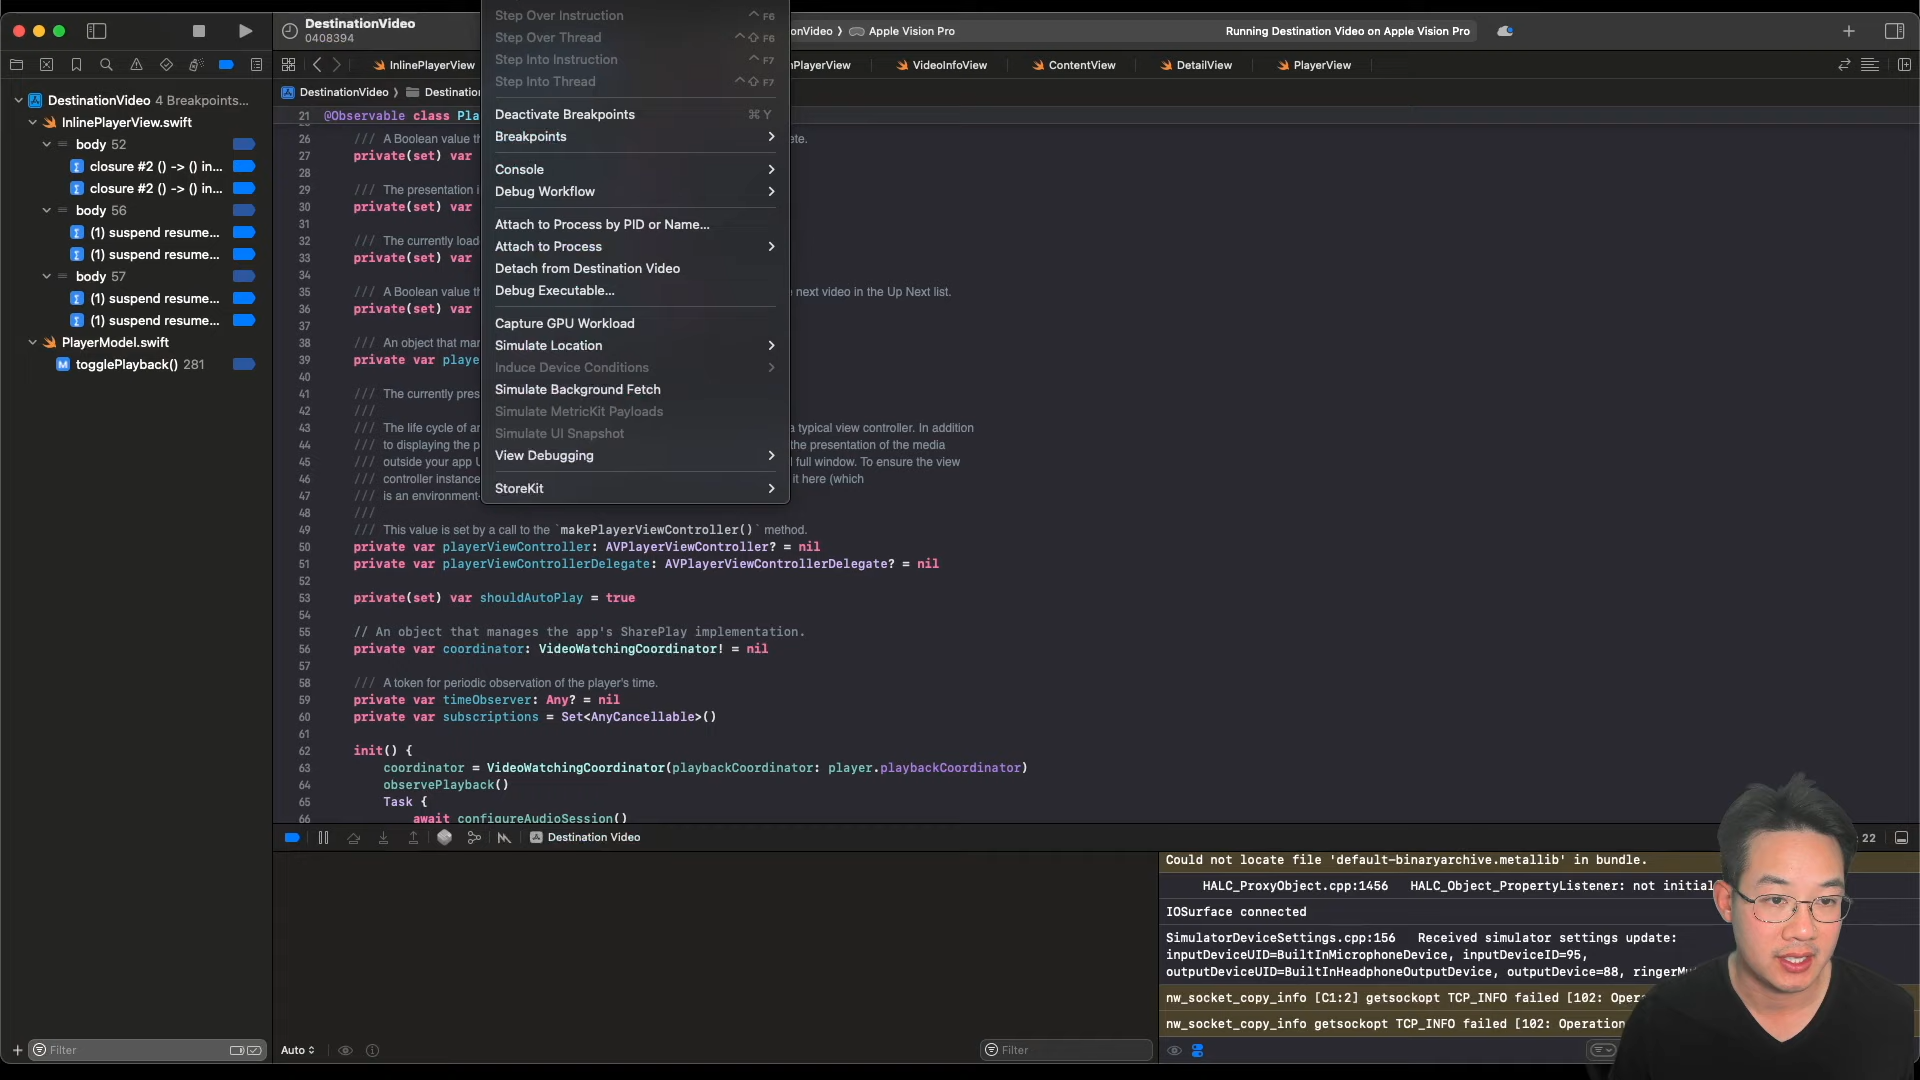 DestinationVideo
0408394
nVideo 〉 Apple Vision Pro
Running Destination Video on Apple Vision Pro
InlinePlayerView
nPlayerView
VideoInfoView
ContentView
DetailView
PlayerView
DestinationVideo 〉 Destination
DestinationVideo 4 Breakpoints...
InlinePlayerView.swift
body 52
closure #2 () -> () in...
closure #2 () -> () in...
body 56
(1) suspend resume...
(1) suspend resume...
body 57
(1) suspend resume...
(1) suspend resume...
PlayerModel.swift
togglePlayback() 281
Step Over Instruction ⌃ F6
Step Over Thread ⌃ ⇧ F6
Step Into Instruction ⌃ F7
Step Into Thread ⌃ ⇧ F7
Deactivate Breakpoints ⌘ Y
Breakpoints
Console
Debug Workflow
Attach to Process by PID or Name...
Attach to Process
Detach from Destination Video
Debug Executable...
Capture GPU Workload
Simulate Location
Induce Device Conditions
Simulate Background Fetch
Simulate MetricKit Payloads
Simulate UI Snapshot
View Debugging
StoreKit
21 @Observable class Pla
26 /// A Boolean value th ete.
27 private(set) var
28
29 /// The presentation i
30 private(set) var
31
32 /// The currently load
33 private(set) var
34
35 /// A Boolean value th e next video in the Up Next list.
36 private(set) var
37
38 /// An object that man
39 private var playe
40
41 /// The currently pres
42 ///
43 /// The life cycle of an a typical view controller. In addition
44 /// to displaying the p the presentation of the media
45 /// outside your app U l full window. To ensure the view
46 /// controller instance it here (which
47 /// is an environment-
48 ///
49 /// This value is set by a call to the `makePlayerViewController()` method.
50 private var playerViewController: AVPlayerViewController? = nil
51 private var playerViewControllerDelegate: AVPlayerViewControllerDelegate? = nil
52
53 private(set) var shouldAutoPlay = true
54
55 // An object that manages the app's SharePlay implementation.
56 private var coordinator: VideoWatchingCoordinator! = nil
57
58 /// A token for periodic observation of the player's time.
59 private var timeObserver: Any? = nil
60 private var subscriptions = Set<AnyCancellable>()
61
62 init() {
63 coordinator = VideoWatchingCoordinator(playbackCoordinator: player.playbackCoordinator)
64 observePlayback()
65 Task {
66 await configureAudioSession()
Destination Video
: 22
Could not locate file 'default-binaryarchive.metallib' in bundle.
HALC_ProxyObject.cpp:1456 HALC_Object_PropertyListener: not initial
IOSurface connected
SimulatorDeviceSettings.cpp:156 Received simulator settings update:
inputDeviceUID=BuiltInMicrophoneDevice, inputDeviceID=95,
outputDeviceUID=BuiltInHeadphoneOutputDevice, outputDevice=88, ringerMu
nw_socket_copy_info [C1:2] getsockopt TCP_INFO failed [102: Opera
nw_socket_copy_info getsockopt TCP_INFO failed [102: Operation
Filter
Auto
Filter